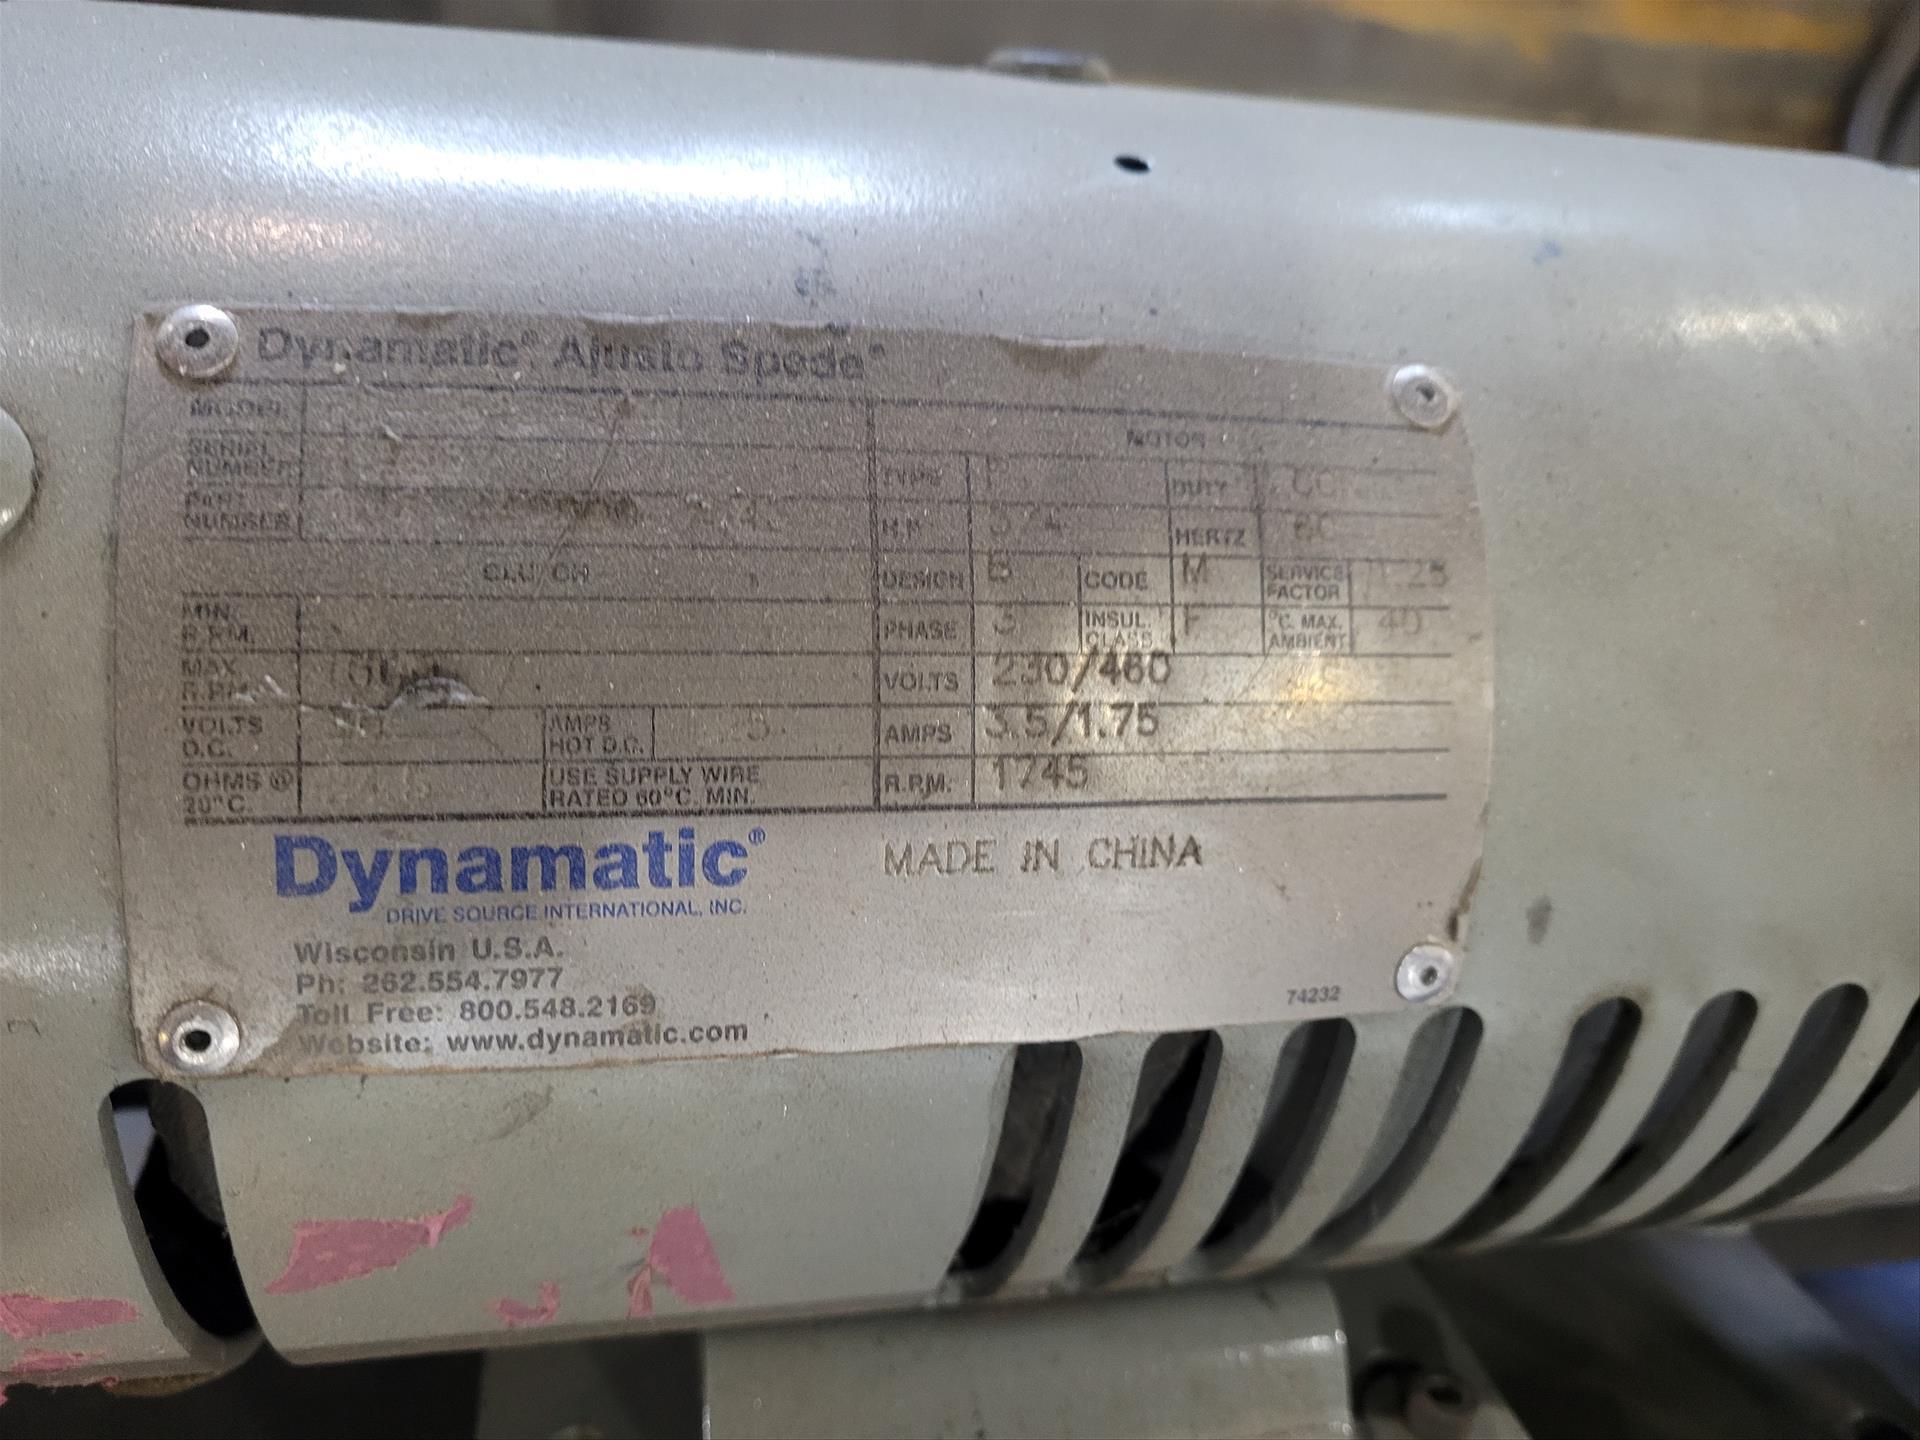 Dynamatic® Ajusto Spede®
MODEL
SERIAL NUMBER
PART NUMBER
CLUTCH
MIN. R.P.M.
MAX. R.P.M.
VOLTS D.C.
AMPS HOT D.C.
OHMS @ 20°C.
USE SUPPLY WIRE
RATED 60°C. MIN.
MOTOR
TYPE P DUTY
H.P. 3/4 HERTZ 60
DESIGN B CODE M SERVICE FACTOR 1.25
PHASE 3 INSUL. CLASS F °C. MAX. AMBIENT 40
VOLTS 230/460
AMPS 3.5/1.75
R.P.M. 1745
Dynamatic®
DRIVE SOURCE INTERNATIONAL, INC.
MADE IN CHINA
Wisconsin U.S.A.
Ph: 262.554.7977
Toll Free: 800.548.2169
Website: www.dynamatic.com
74232